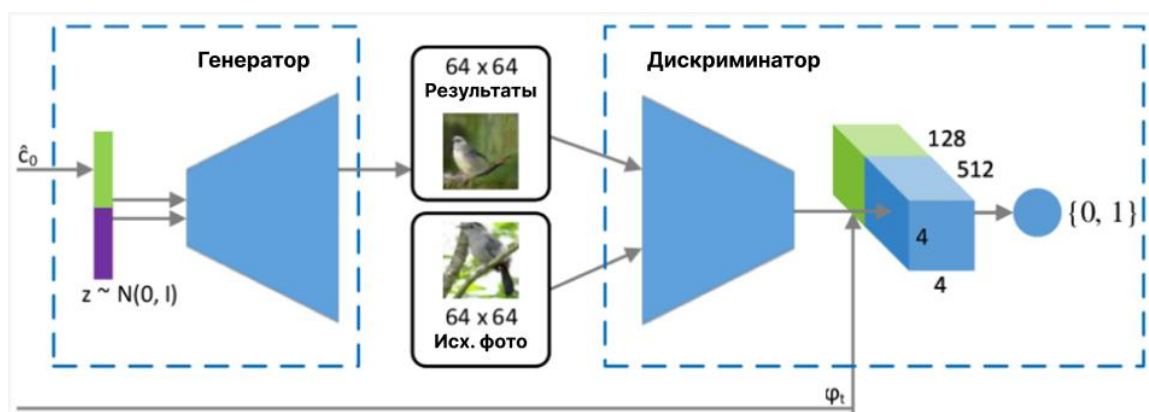 Генератор
ĉ₀
z ~ N(0, I)
64 x 64
Результаты
64 x 64
Исх. фото
Дискриминатор
128
512
4
4
{0, 1}
φₜ